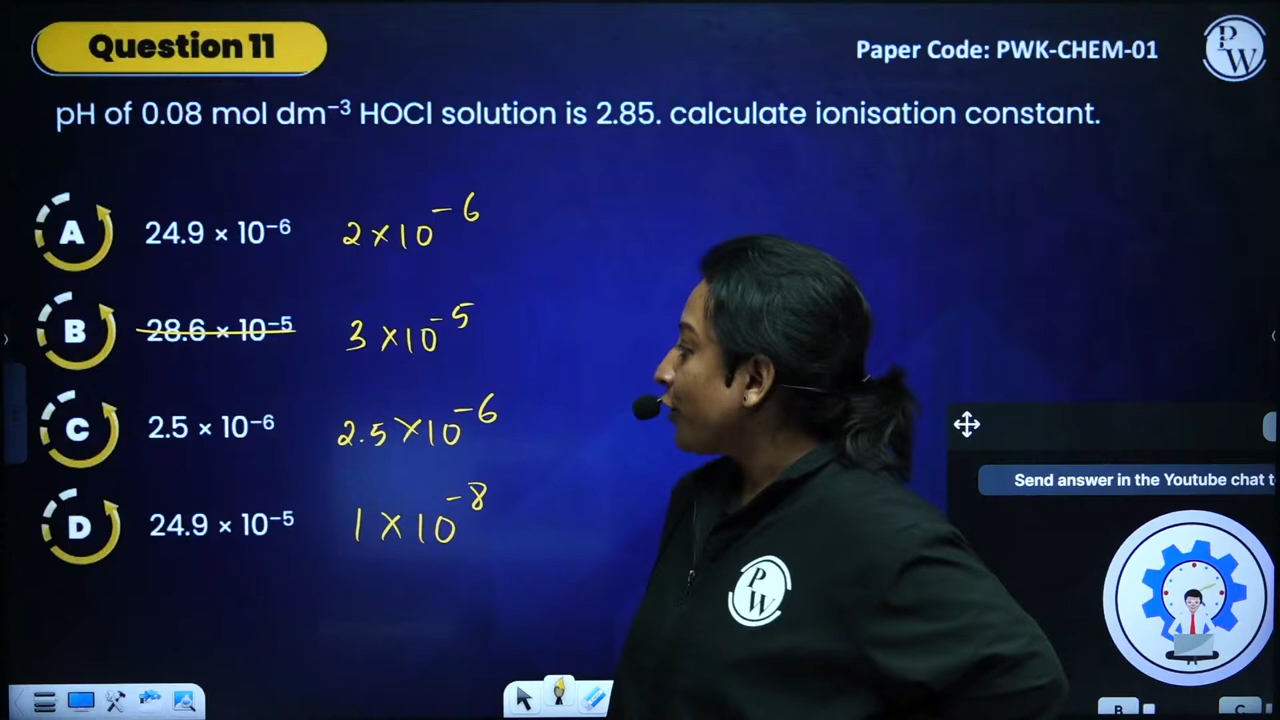 Question 11
Paper Code: PWK-CHEM-01
P
W
pH of 0.08 mol dm⁻³ HOCl solution is 2.85. calculate ionisation constant.
A 24.9 × 10⁻⁶ 2 × 10⁻⁶
B 28.6 × 10⁻⁵ 3 × 10⁻⁵
C 2.5 × 10⁻⁶ 2.5 × 10⁻⁶
D 24.9 × 10⁻⁵ 1 × 10⁻⁸
Send answer in the Youtube chat t
P
W
B C